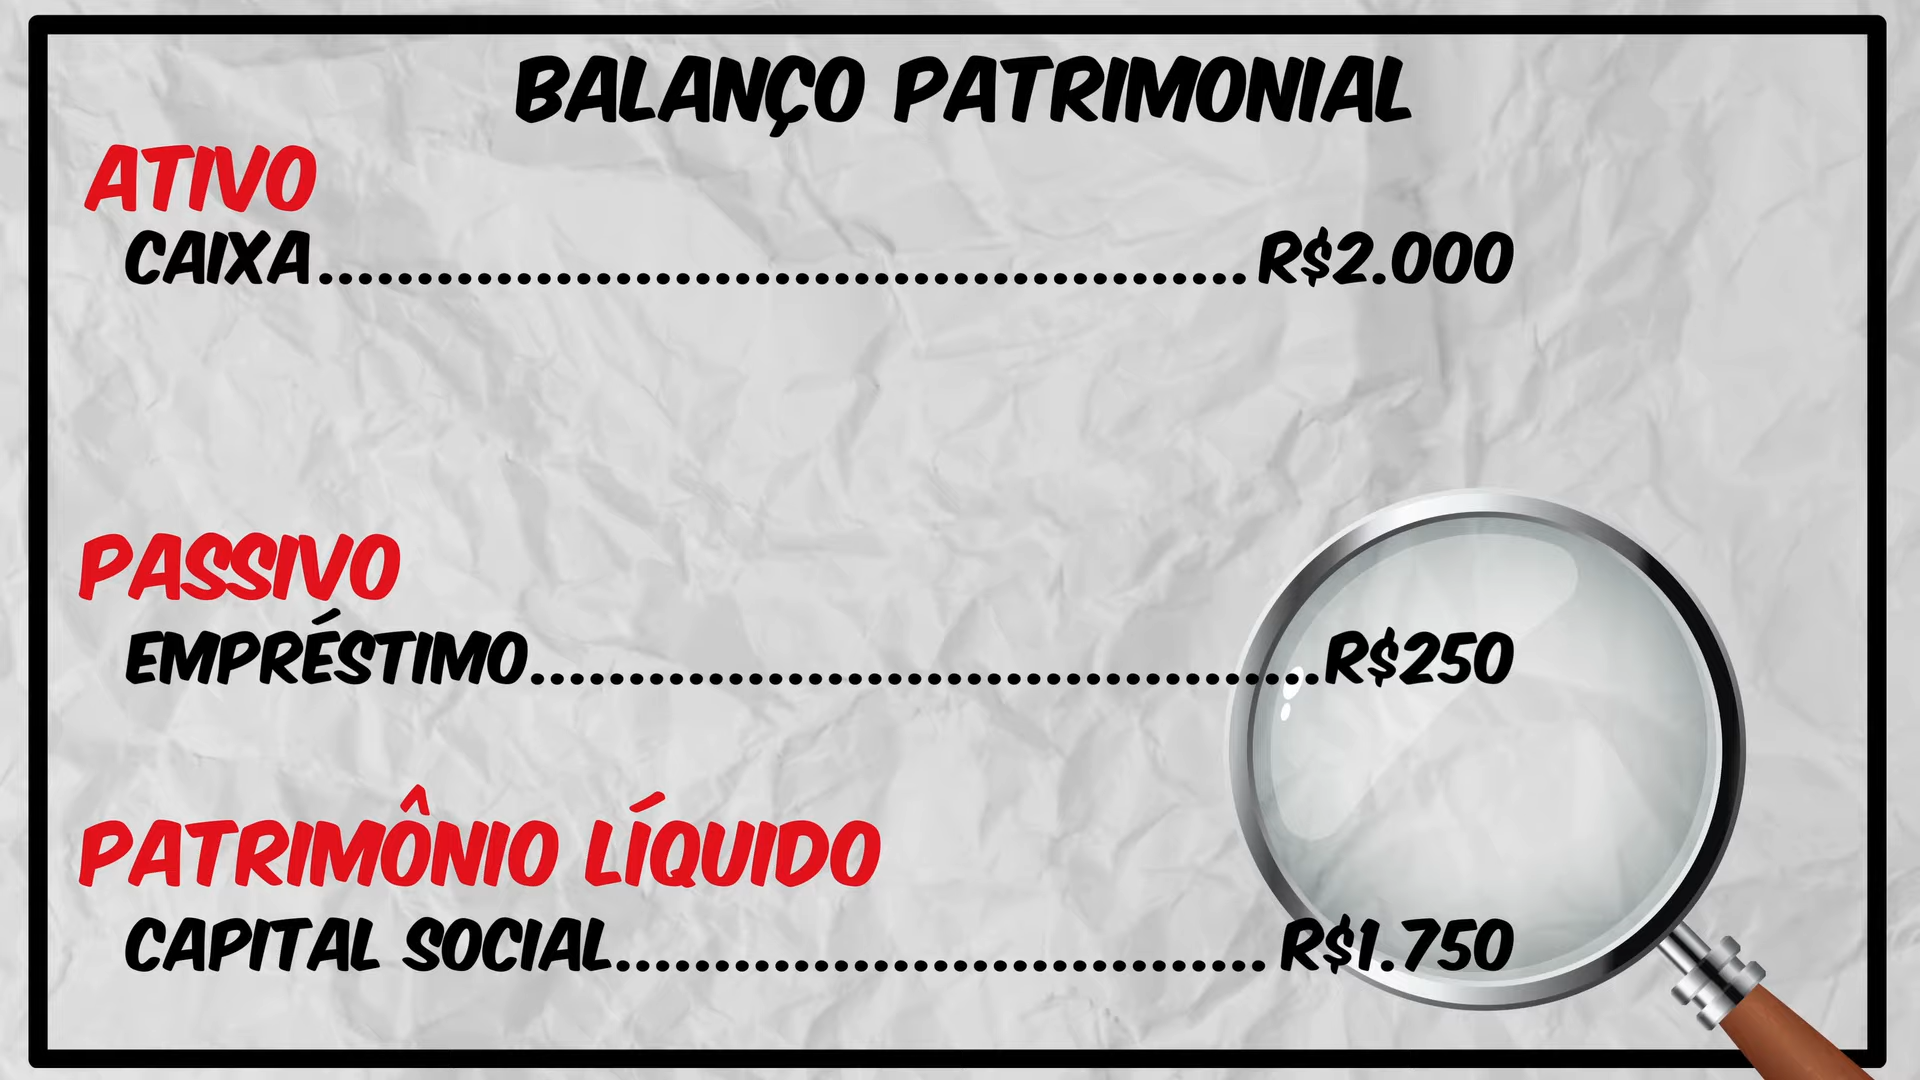 BALANÇO PATRIMONIAL
ATIVO
CAIXA............................................... R$2.000
PASSIVO
EMPRÉSTIMO........................................R$250
PATRIMÔNIO LÍQUIDO
CAPITAL SOCIAL................................. R$1.750